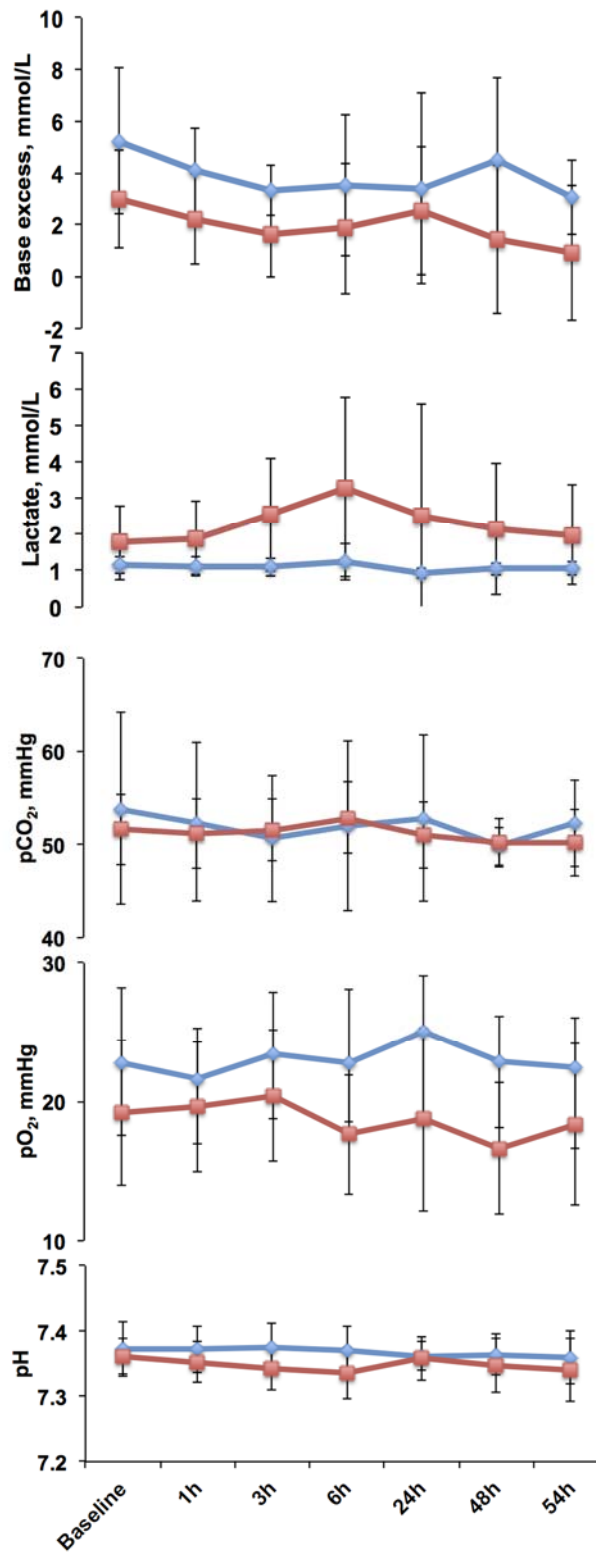 Base excess, mmol/L
10
8
6
4
2
0
-2
Lactate, mmol/L
7
6
5
4
3
2
1
0
pCO₂, mmHg
70
60
50
40
pO₂, mmHg
30
20
10
pH
7.5
7.4
7.3
7.2
Baseline
1h
3h
6h
24h
48h
54h